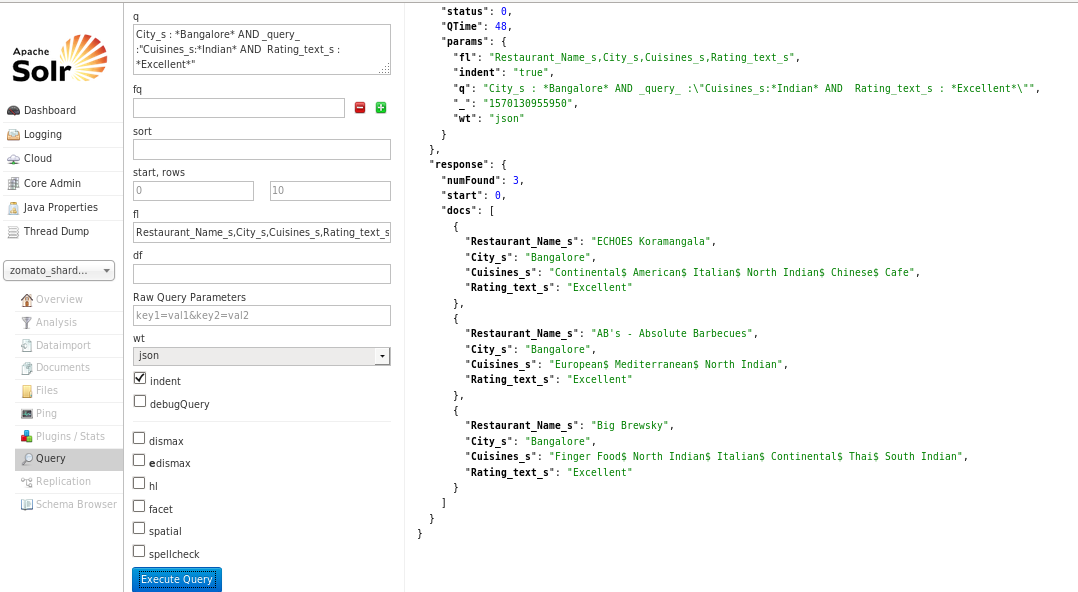 Apache
Solr
Dashboard
Logging
Cloud
Core Admin
Java Properties
Thread Dump
zomato_shard...
Overview
Analysis
Dataimport
Documents
Files
Ping
Plugins / Stats
Query
Replication
Schema Browser
q
City_s : *Bangalore* AND _query_
:"Cuisines_s:*Indian* AND  Rating_text_s :
*Excellent*"
fq
sort
start, rows
0 10
fl
Restaurant_Name_s,City_s,Cuisines_s,Rating_text_s
df
Raw Query Parameters
key1=val1&key2=val2
wt
json
indent
debugQuery
dismax
edismax
hl
facet
spatial
spellcheck
Execute Query
"status": 0,
"QTime": 48,
"params": {
"fl": "Restaurant_Name_s,City_s,Cuisines_s,Rating_text_s",
"indent": "true",
"q": "City_s : *Bangalore* AND _query_ :\"Cuisines_s:*Indian* AND  Rating_text_s : *Excellent*\"",
"_": "1570130955950",
"wt": "json"
}
},
"response": {
"numFound": 3,
"start": 0,
"docs": [
{
"Restaurant_Name_s": "ECHOES Koramangala",
"City_s": "Bangalore",
"Cuisines_s": "Continental$ American$ Italian$ North Indian$ Chinese$ Cafe",
"Rating_text_s": "Excellent"
},
{
"Restaurant_Name_s": "AB's - Absolute Barbecues",
"City_s": "Bangalore",
"Cuisines_s": "European$ Mediterranean$ North Indian",
"Rating_text_s": "Excellent"
},
{
"Restaurant_Name_s": "Big Brewsky",
"City_s": "Bangalore",
"Cuisines_s": "Finger Food$ North Indian$ Italian$ Continental$ Thai$ South Indian",
"Rating_text_s": "Excellent"
}
]
}
}